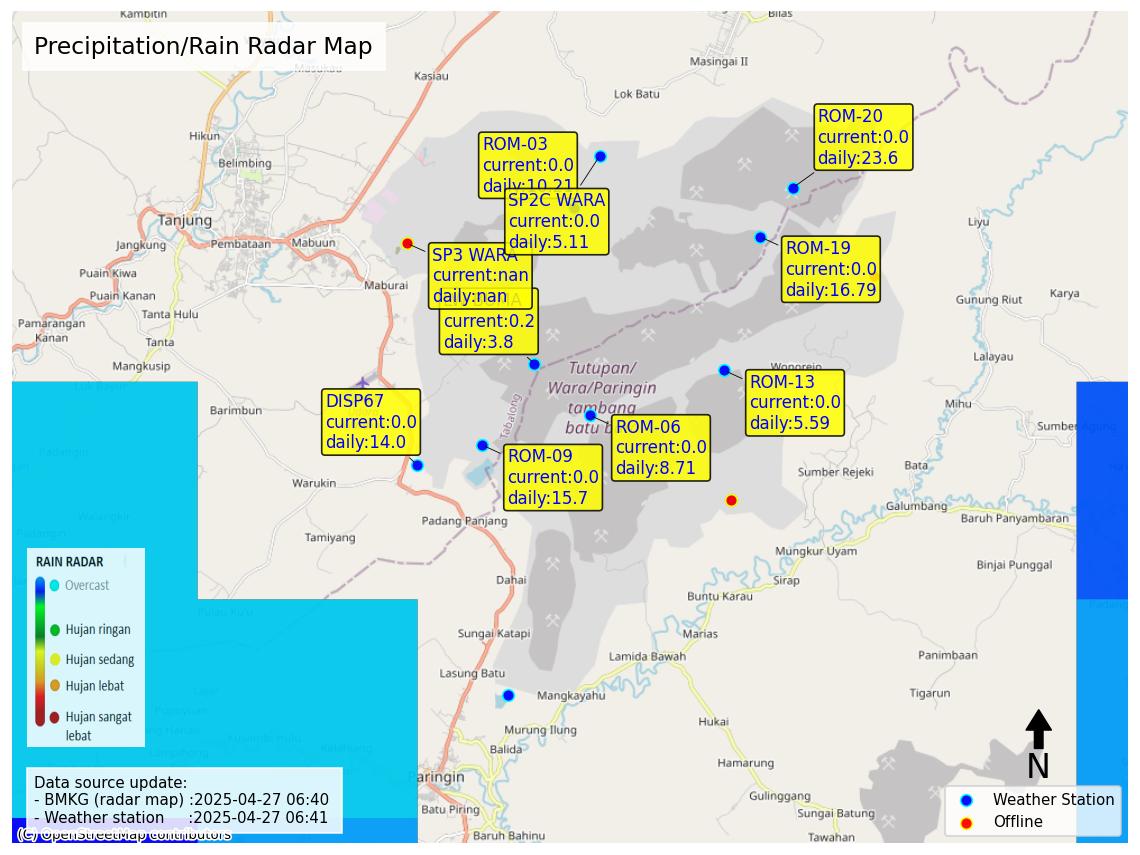 Kambitin
Bilas
Precipitation/Rain Radar Map
Masukau
Kasiau
Masingai II
Lok Batu
ROM-20
current:0.0
daily:23.6
Hikun
ROM-03
current:0.0
daily:10.21
Belimbing
SP2C WARA
current:0.0
daily:5.11
Tanjung
Liyu
Jangkung
Pembataan
Mabuun
SP3 WARA
current:nan
daily:nan
ROM-19
current:0.0
daily:16.79
Puain Kiwa
Maburai
Puain Kanan
Karya
Gunung Riut
Tanta Hulu
current:0.2
daily:3.8
Pamarangan
Kanan
Tanta
Mangkusip
Lalayau
Tutupan/
Wara/Paringin
tambang
batu b
Wonorejo
ROM-13
current:0.0
daily:5.59
Lok Buruh
Barimbun
DISP67
current:0.0
daily:14.0
Tabalong
Mihu
ROM-06
current:0.0
daily:8.71
Sumber Agung
Padangin
ROM-09
current:0.0
daily:15.7
Bata
Sumber Rejeki
Warukin
Galumbang
Padang Panjang
Baruh Panyambaran
Walangkir
Padangin
Tamiyang
Mungkur Uyam
Binjai Punggal
RAIN RADAR
Overcast
Hujan ringan
Hujan sedang
Hujan lebat
Hujan sangat
lebat
Dahai
Sirap
Buntu Karau
Pulau Ku'u
Sungai Katapi
Marias
Lamida Bawah
Panimbaan
Lasung Batu
Mangkayahu
Tigarun
Hukai
Murung Ilung
Balida
Hamarung
N
Paringin
Data source update:
- BMKG (radar map) :2025-04-27 06:40
- Weather station :2025-04-27 06:41
Gulinggang
Weather Station
Offline
Batu Piring
Sungai Batung
(C) OpenStreetMap contributors
Baruh Bahinu
Tawahan